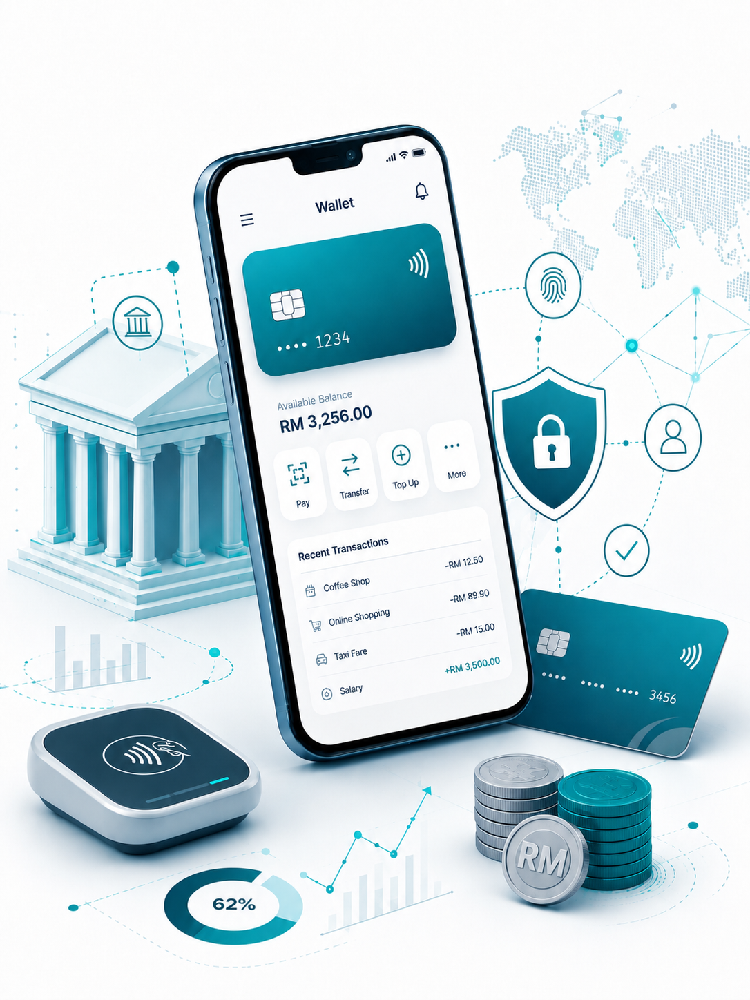 Wallet
•••• 1234
Available Balance
RM 3,256.00
Pay
Transfer
Top Up
More
Recent Transactions
Coffee Shop -RM 12.50
Online Shopping -RM 89.90
Taxi Fare -RM 15.00
Salary +RM 3,500.00
•••• •••• •••• 3456
RM
62%